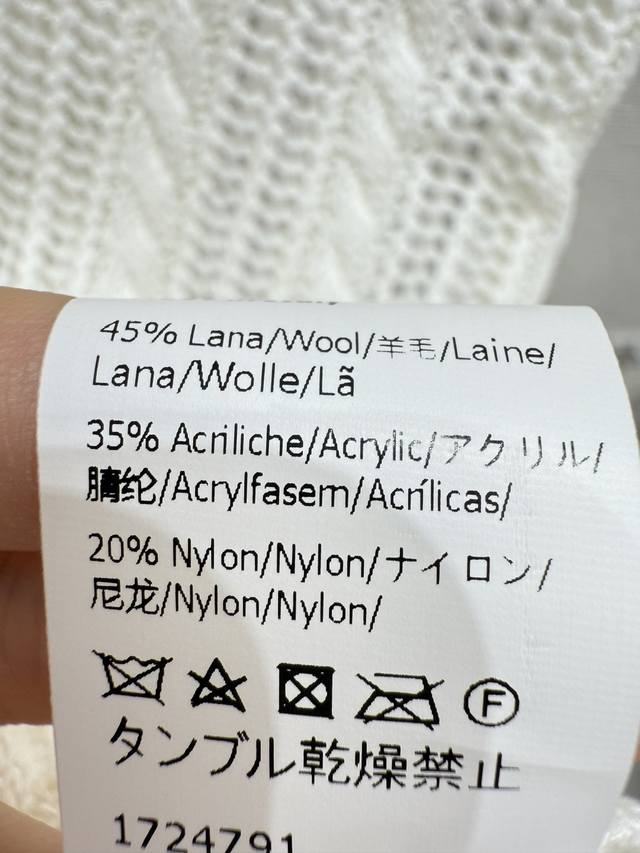 45% Lana/Wool/羊毛/Laine/
Lana/Wolle/Lã
35% Acriliche/Acrylic/アクリル/
腈纶/Acrylfasern/Acrílicas/
20% Nylon/Nylon/ナイロン/
尼龙/Nylon/Nylon/
F
タンブル乾燥禁止
1724791